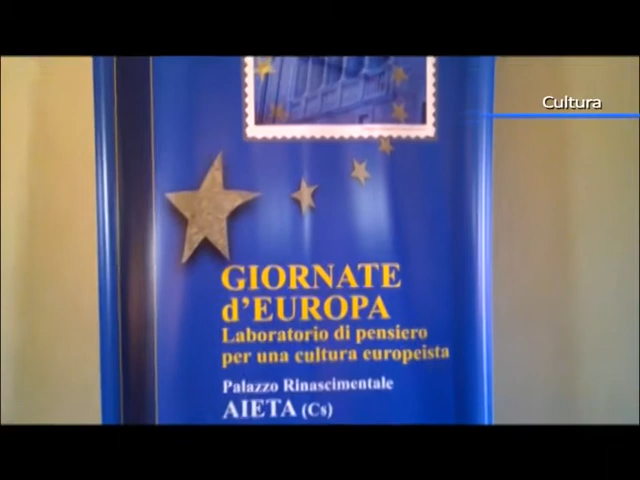 Cultura
GIORNATE
d'EUROPA
Laboratorio di pensiero
per una cultura europeista
Palazzo Rinascimentale
AIETA (Cs)